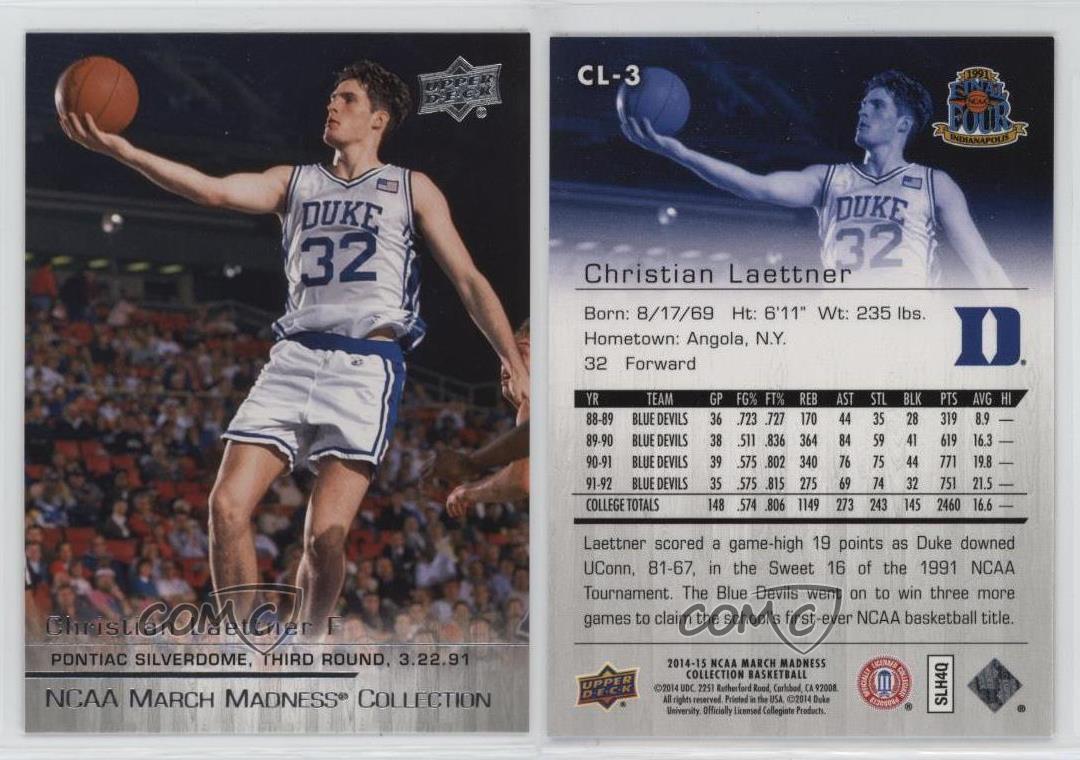 UPPER
DECK
DUKE
32
Christian Laettner F
PONTIAC SILVERDOME, THIRD ROUND, 3.22.91
NCAA MARCH MADNESS® COLLECTION
COMC
CL-3
1991
FINAL
NCAA
FOUR
INDIANAPOLIS
DUKE
32
Christian Laettner
Born: 8/17/69 Ht: 6'11" Wt: 235 lbs.
Hometown: Angola, N.Y.
32 Forward
D
YR TEAM GP FG% FT% REB AST STL BLK PTS AVG HI
88-89 BLUE DEVILS 36 .723 .727 170 44 35 28 319 8.9 —
89-90 BLUE DEVILS 38 .511 .836 364 84 59 41 619 16.3 —
90-91 BLUE DEVILS 39 .575 .802 340 76 75 44 771 19.8 —
91-92 BLUE DEVILS 35 .575 .815 275 69 74 32 751 21.5 —
COLLEGE TOTALS 148 .574 .806 1149 273 243 145 2460 16.6 —
Laettner scored a game-high 19 points as Duke downed
UConn, 81-67, in the Sweet 16 of the 1991 NCAA
Tournament. The Blue Devils went on to win three more
games to claim the school's first-ever NCAA basketball title.
COMC
UPPER
DECK
2014-15 NCAA MARCH MADNESS
COLLECTION BASKETBALL
©2014 UDC. 2251 Rutherford Road, Carlsbad, CA 92008.
All rights reserved. Printed in the USA. ©2014 Duke
University. Officially Licensed Collegiate Products.
OFFICIALLY LICENSED COLLEGIATE PRODUCTS
SLH4Q